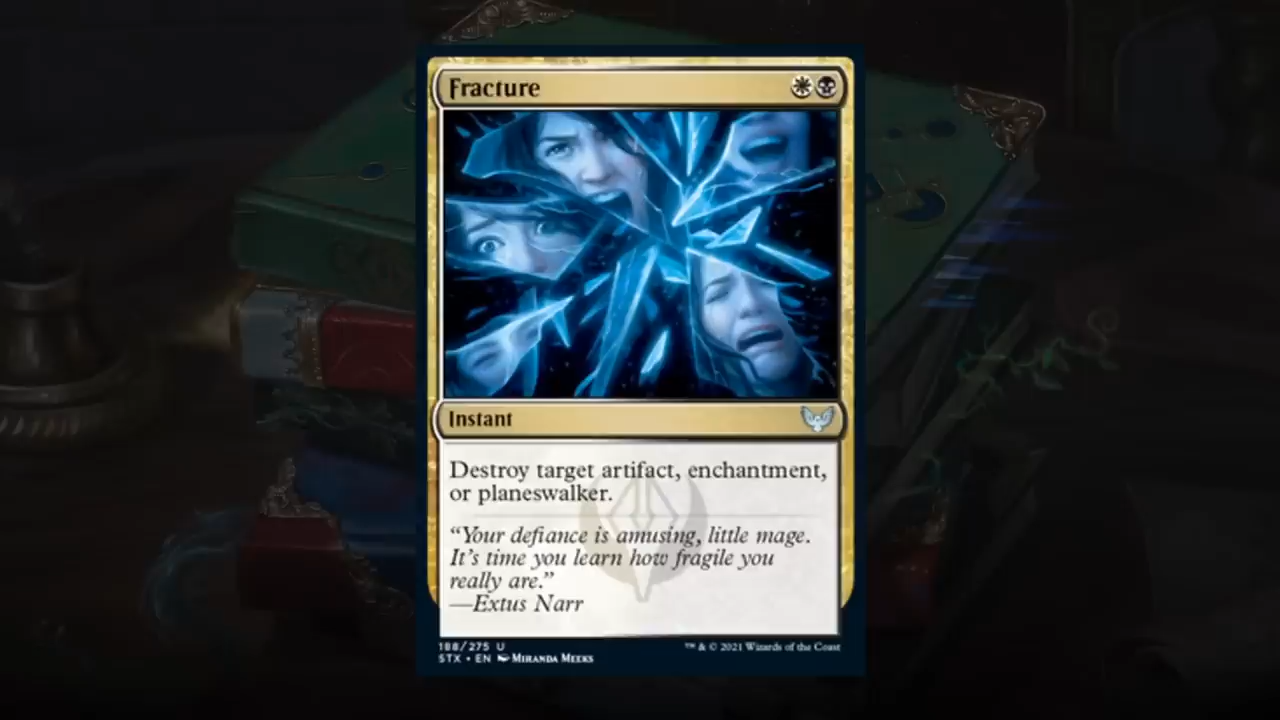 Fracture
Instant
Destroy target artifact, enchantment,
or planeswalker.
“Your defiance is amusing, little mage.
It’s time you learn how fragile you
really are.”
—Extus Narr
188/275 U
™ & © 2021 Wizards of the Coast
STX • EN Miranda Meeks